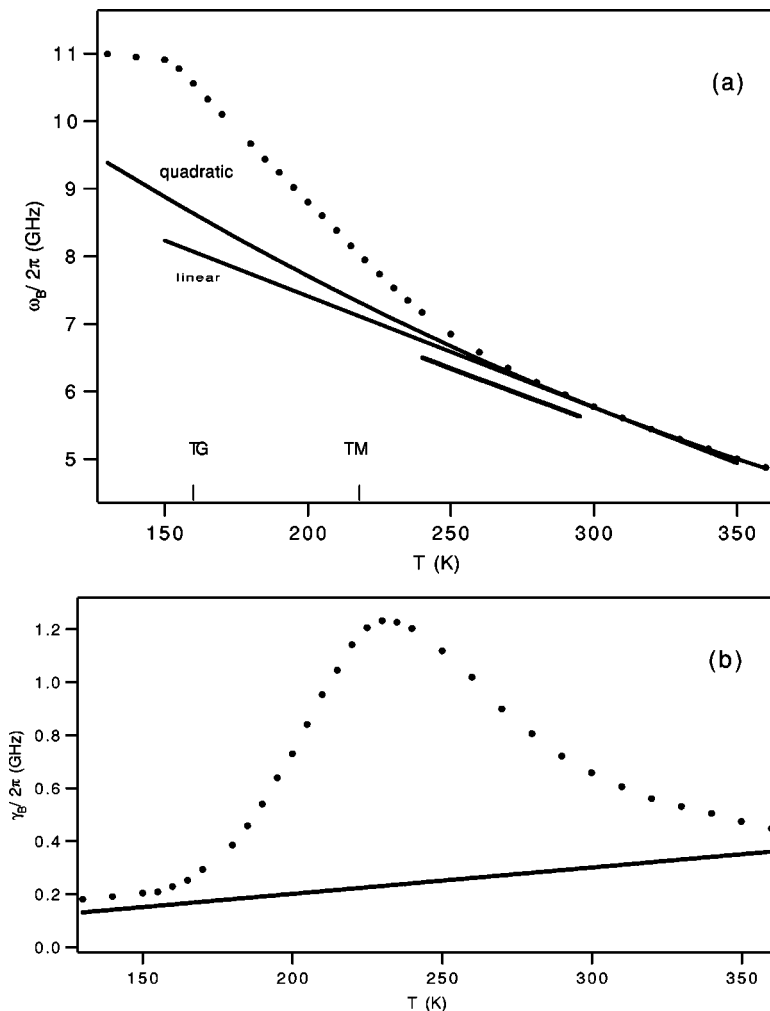 (a)
11
10
9
8
7
6
5
quadratic
linear
TG
TM
ω_B/ 2π (GHz)
150
200
250
300
350
T (K)
(b)
1.2
1.0
0.8
0.6
0.4
0.2
0.0
γ_B/ 2π (GHz)
150
200
250
300
350
T (K)